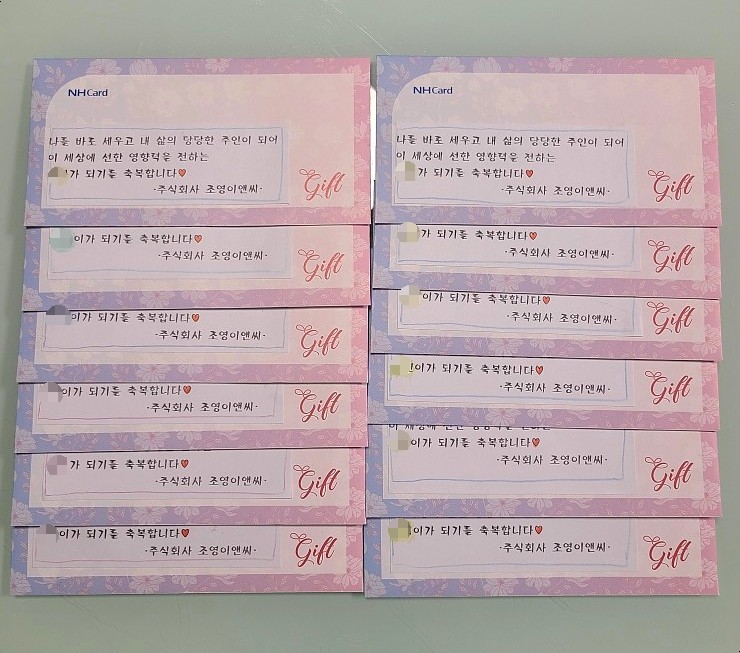 NHCard
나를 바로 세우고 내 삶의 당당한 주인이 되어
이 세상에 선한 영향력을 전하는
가 되기를 축복합니다♥
-주식회사 조영이앤씨-
Gift
이가 되기를 축복합니다♥
-주식회사 조영이앤씨-
Gift
이가 되기를 축복합니다♥
-주식회사 조영이앤씨-
Gift
이가 되기를 축복합니다♥
-주식회사 조영이앤씨-
Gift
가 되기를 축복합니다♥
-주식회사 조영이앤씨-
Gift
이가 되기를 축복합니다♥
-주식회사 조영이앤씨-
Gift
NHCard
나를 바로 세우고 내 삶의 당당한 주인이 되어
이 세상에 선한 영향력을 전하는
가 되기를 축복합니다♥
-주식회사 조영이앤씨-
Gift
가 되기를 축복합니다♥
-주식회사 조영이앤씨-
Gift
이가 되기를 축복합니다♥
-주식회사 조영이앤씨-
Gift
이가 되기를 축복합니다♥
-주식회사 조영이앤씨-
Gift
이 세상에 선한 영향력을 전하는
이가 되기를 축복합니다♥
-주식회사 조영이앤씨-
Gift
이가 되기를 축복합니다♥
-주식회사 조영이앤씨-
Gift